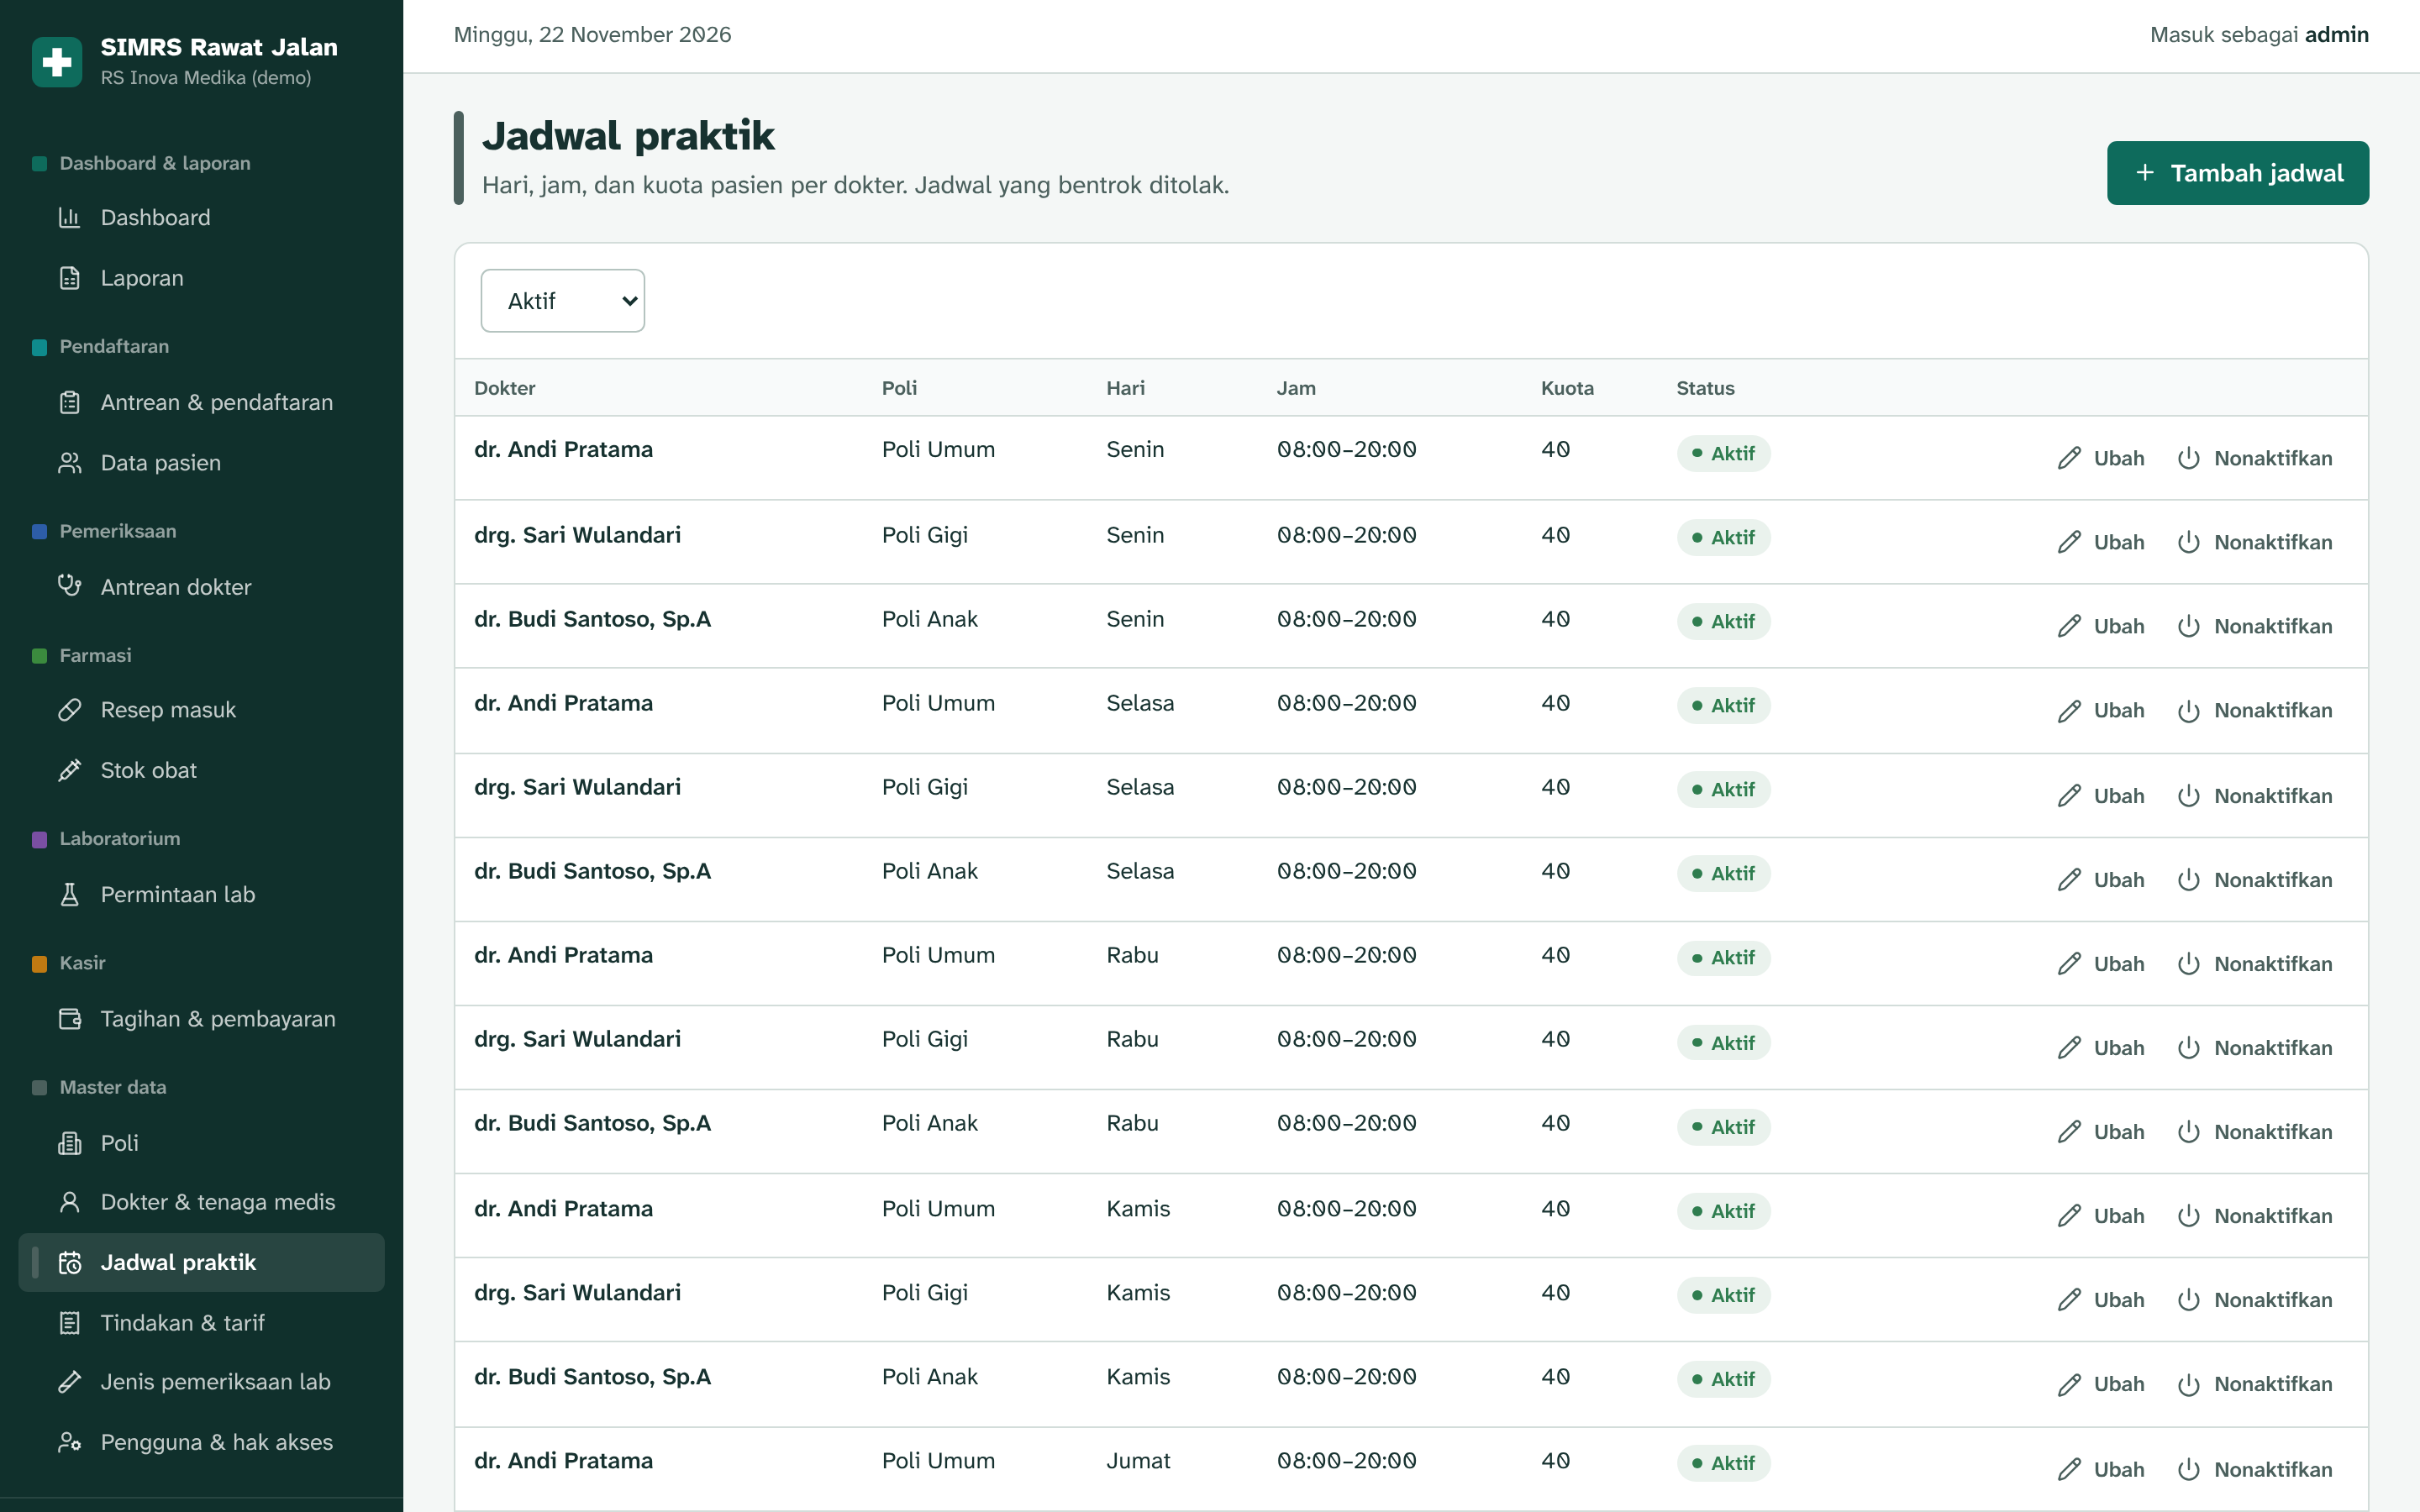 SIMRS Rawat Jalan
RS Inova Medika (demo)
Dashboard & laporan
Dashboard
Laporan
Pendaftaran
Antrean & pendaftaran
Data pasien
Pemeriksaan
Antrean dokter
Farmasi
Resep masuk
Stok obat
Laboratorium
Permintaan lab
Kasir
Tagihan & pembayaran
Master data
Poli
Dokter & tenaga medis
Jadwal praktik
Tindakan & tarif
Jenis pemeriksaan lab
Pengguna & hak akses
Minggu, 22 November 2026
Masuk sebagai admin
Jadwal praktik
Hari, jam, dan kuota pasien per dokter. Jadwal yang bentrok ditolak.
+ Tambah jadwal
Aktif
Dokter Poli Hari Jam Kuota Status
dr. Andi Pratama Poli Umum Senin 08:00–20:00 40 Aktif Ubah Nonaktifkan
drg. Sari Wulandari Poli Gigi Senin 08:00–20:00 40 Aktif Ubah Nonaktifkan
dr. Budi Santoso, Sp.A Poli Anak Senin 08:00–20:00 40 Aktif Ubah Nonaktifkan
dr. Andi Pratama Poli Umum Selasa 08:00–20:00 40 Aktif Ubah Nonaktifkan
drg. Sari Wulandari Poli Gigi Selasa 08:00–20:00 40 Aktif Ubah Nonaktifkan
dr. Budi Santoso, Sp.A Poli Anak Selasa 08:00–20:00 40 Aktif Ubah Nonaktifkan
dr. Andi Pratama Poli Umum Rabu 08:00–20:00 40 Aktif Ubah Nonaktifkan
drg. Sari Wulandari Poli Gigi Rabu 08:00–20:00 40 Aktif Ubah Nonaktifkan
dr. Budi Santoso, Sp.A Poli Anak Rabu 08:00–20:00 40 Aktif Ubah Nonaktifkan
dr. Andi Pratama Poli Umum Kamis 08:00–20:00 40 Aktif Ubah Nonaktifkan
drg. Sari Wulandari Poli Gigi Kamis 08:00–20:00 40 Aktif Ubah Nonaktifkan
dr. Budi Santoso, Sp.A Poli Anak Kamis 08:00–20:00 40 Aktif Ubah Nonaktifkan
dr. Andi Pratama Poli Umum Jumat 08:00–20:00 40 Aktif Ubah Nonaktifkan